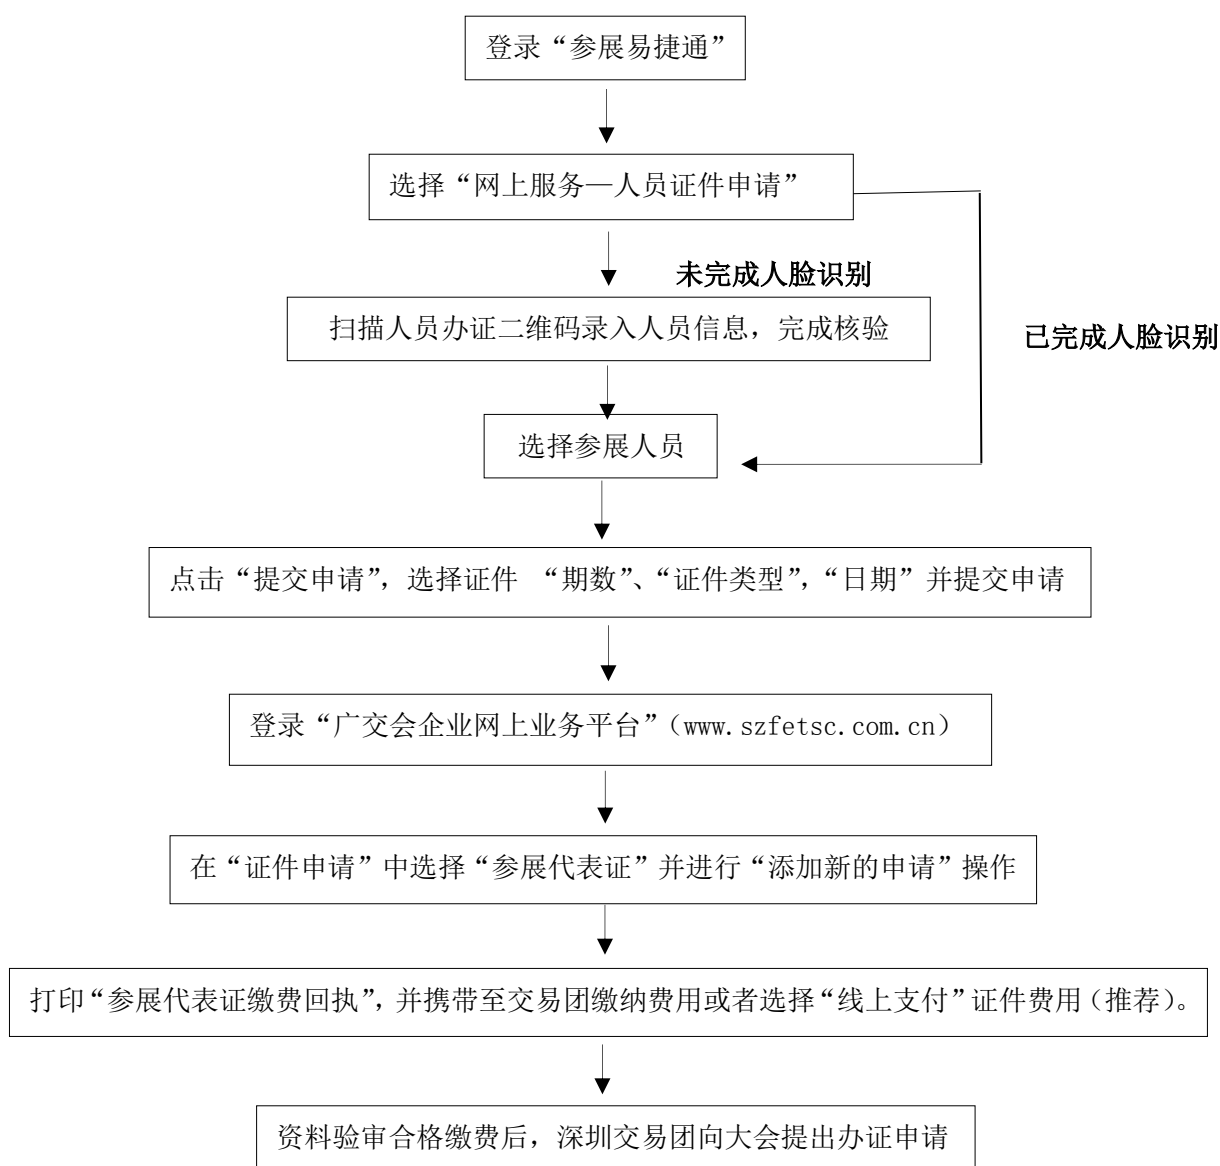 登录“参展易捷通”
选择“网上服务—人员证件申请”
未完成人脸识别
扫描人员办证二维码录入人员信息，完成核验
已完成人脸识别
选择参展人员
点击“提交申请”，选择证件 “期数”、“证件类型”，“日期”并提交申请
登录“广交会企业网上业务平台”（www.szfetsc.com.cn）
在“证件申请”中选择“参展代表证”并进行“添加新的申请”操作
打印“参展代表证缴费回执”，并携带至交易团缴纳费用或者选择“线上支付”证件费用（推荐）。
资料验审合格缴费后，深圳交易团向大会提出办证申请